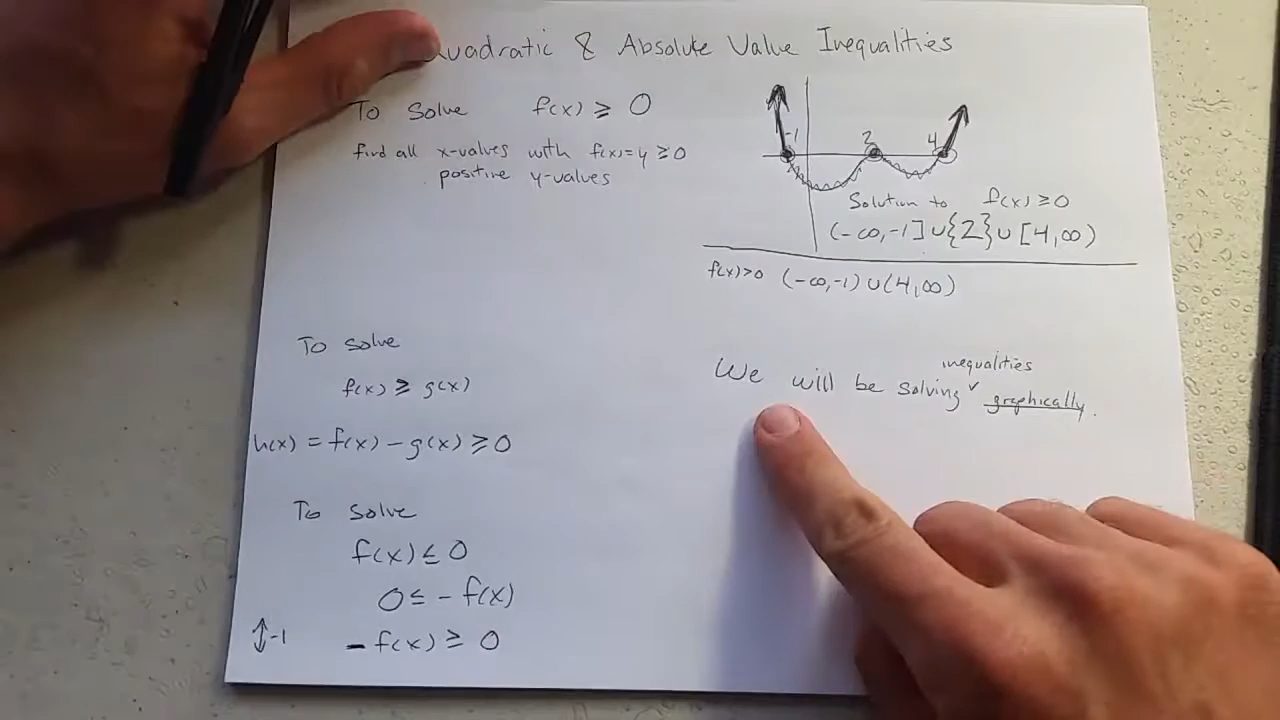 uadratic & Absolute Value Inequalities
To Solve f(x) ≥ 0
find all x-values with f(x)=y ≥ 0
positive y-values
-1 2 4
Solution to f(x) ≥ 0
(-∞,-1] ∪ {2} ∪ [4,∞)
f(x)>0 (-∞,-1) ∪ (4,∞)
To solve
f(x) ≥ g(x)
h(x) = f(x) - g(x) ≥ 0
inequalities
We will be solving ✓ graphically.
To solve
f(x) ≤ 0
0 ≤ - f(x)
↕-1 - f(x) ≥ 0